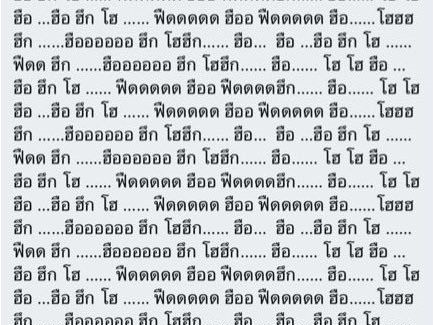 ฮือ ...ฮือ ฮึก โฮ ...... ฟืดดดดดด ฮืออ ฟืดดดดดด ฮือ......โฮฮฮ
ฮึก ......ฮืออออออ ฮึก โฮฮึก...... ฮือ...  ฮือ ...ฮือ ฮึก โฮ ......
ฟืดด ฮึก ......ฮืออออออ ฮึก โฮฮึก...... ฮือ...... โฮ โฮ ฮือ ...
ฮือ ฮึก โฮ ...... ฟืดดดดดด ฮืออ ฟืดดดดดฮึก...... ฮือ...... โฮ โฮ
ฮือ ...ฮือ ฮึก โฮ ...... ฟืดดดดดด ฮืออ ฟืดดดดดด ฮือ......โฮฮฮ
ฮึก ......ฮืออออออ ฮึก โฮฮึก...... ฮือ...  ฮือ ...ฮือ ฮึก โฮ ......
ฟืดด ฮึก ......ฮืออออออ ฮึก โฮฮึก...... ฮือ...... โฮ โฮ ฮือ ...
ฮือ ฮึก โฮ ...... ฟืดดดดดด ฮืออ ฟืดดดดดฮึก...... ฮือ...... โฮ โฮ
ฮือ ...ฮือ ฮึก โฮ ...... ฟืดดดดดด ฮืออ ฟืดดดดดด ฮือ......โฮฮฮ
ฮึก ......ฮืออออออ ฮึก โฮฮึก...... ฮือ...  ฮือ ...ฮือ ฮึก โฮ ......
ฟืดด ฮึก ......ฮืออออออ ฮึก โฮฮึก...... ฮือ...... โฮ โฮ ฮือ ...
ฮือ ฮึก โฮ ...... ฟืดดดดดด ฮืออ ฟืดดดดดฮึก...... ฮือ...... โฮ โฮ
ฮือ ...ฮือ ฮึก โฮ ...... ฟืดดดดดด ฮืออ ฟืดดดดดด ฮือ......โฮฮฮ
ฮึก ......ฮืออออออ ฮึก โฮฮึก...... ฮือ...  ฮือ ...ฮือ ฮึก โฮ